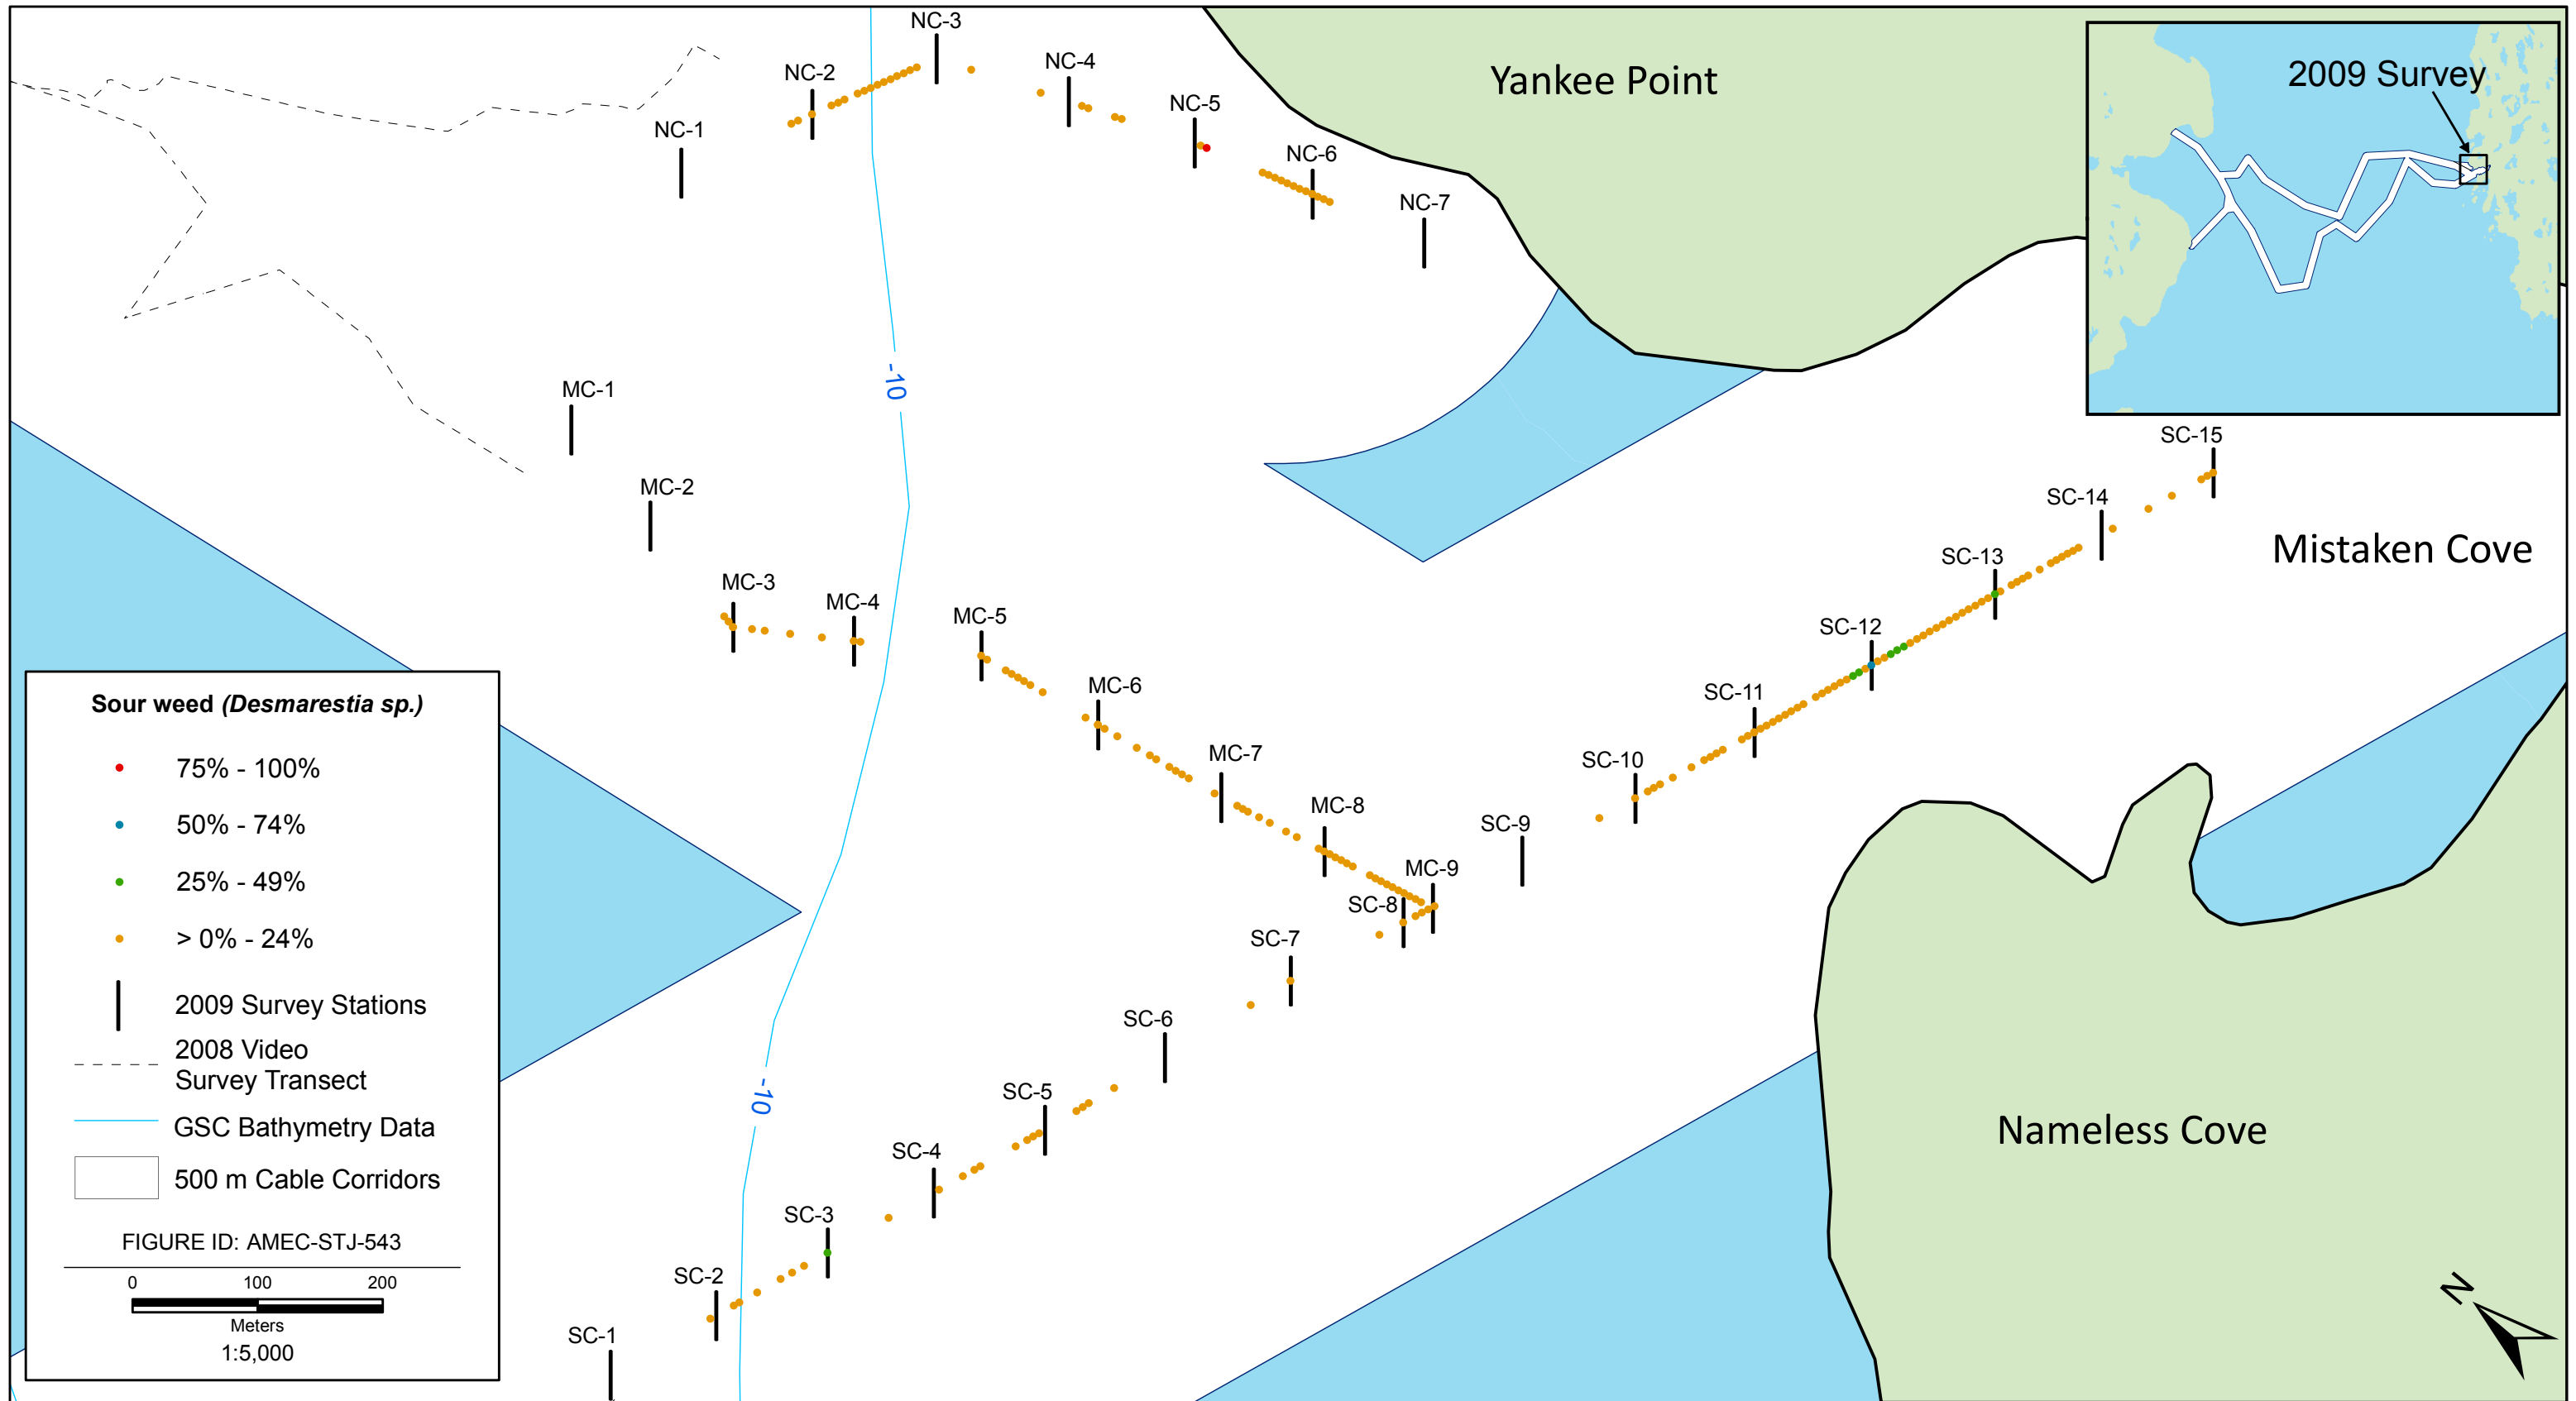 NC-3
NC-4
NC-2
NC-5
NC-1
NC-6
NC-7
Yankee Point
2009 Survey
-10
MC-1
MC-2
MC-3
MC-4
MC-5
MC-6
MC-7
MC-8
MC-9
SC-15
SC-14
SC-13
SC-12
SC-11
SC-10
SC-9
SC-8
SC-7
SC-6
SC-5
SC-4
SC-3
SC-2
SC-1
Mistaken Cove
Nameless Cove
-10
Sour weed (Desmarestia sp.)
75% - 100%
50% - 74%
25% - 49%
> 0% - 24%
2009 Survey Stations
2008 Video
Survey Transect
GSC Bathymetry Data
500 m Cable Corridors
FIGURE ID: AMEC-STJ-543
0 100 200
Meters
1:5,000
N